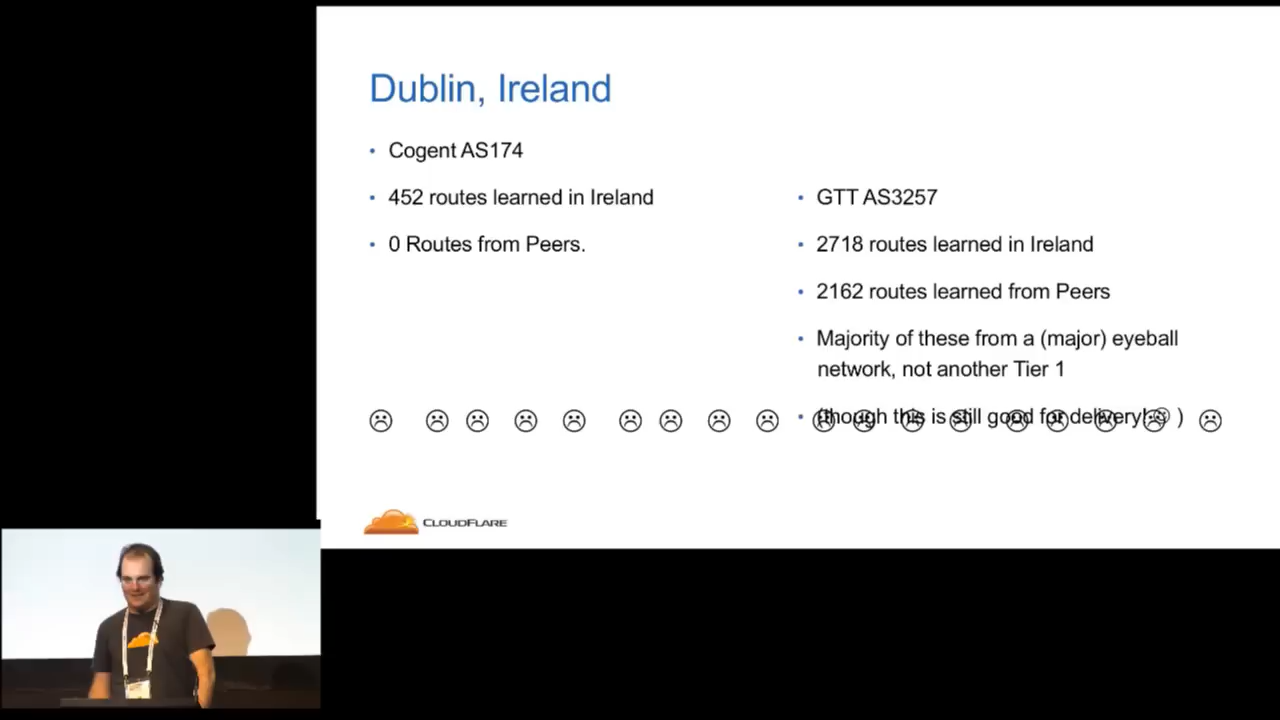 Dublin, Ireland
Cogent AS174
452 routes learned in Ireland
0 Routes from Peers.
GTT AS3257
2718 routes learned in Ireland
2162 routes learned from Peers
Majority of these from a (major) eyeball
network, not another Tier 1
(though this is still good for delivery!☺ )
CLOUDFLARE